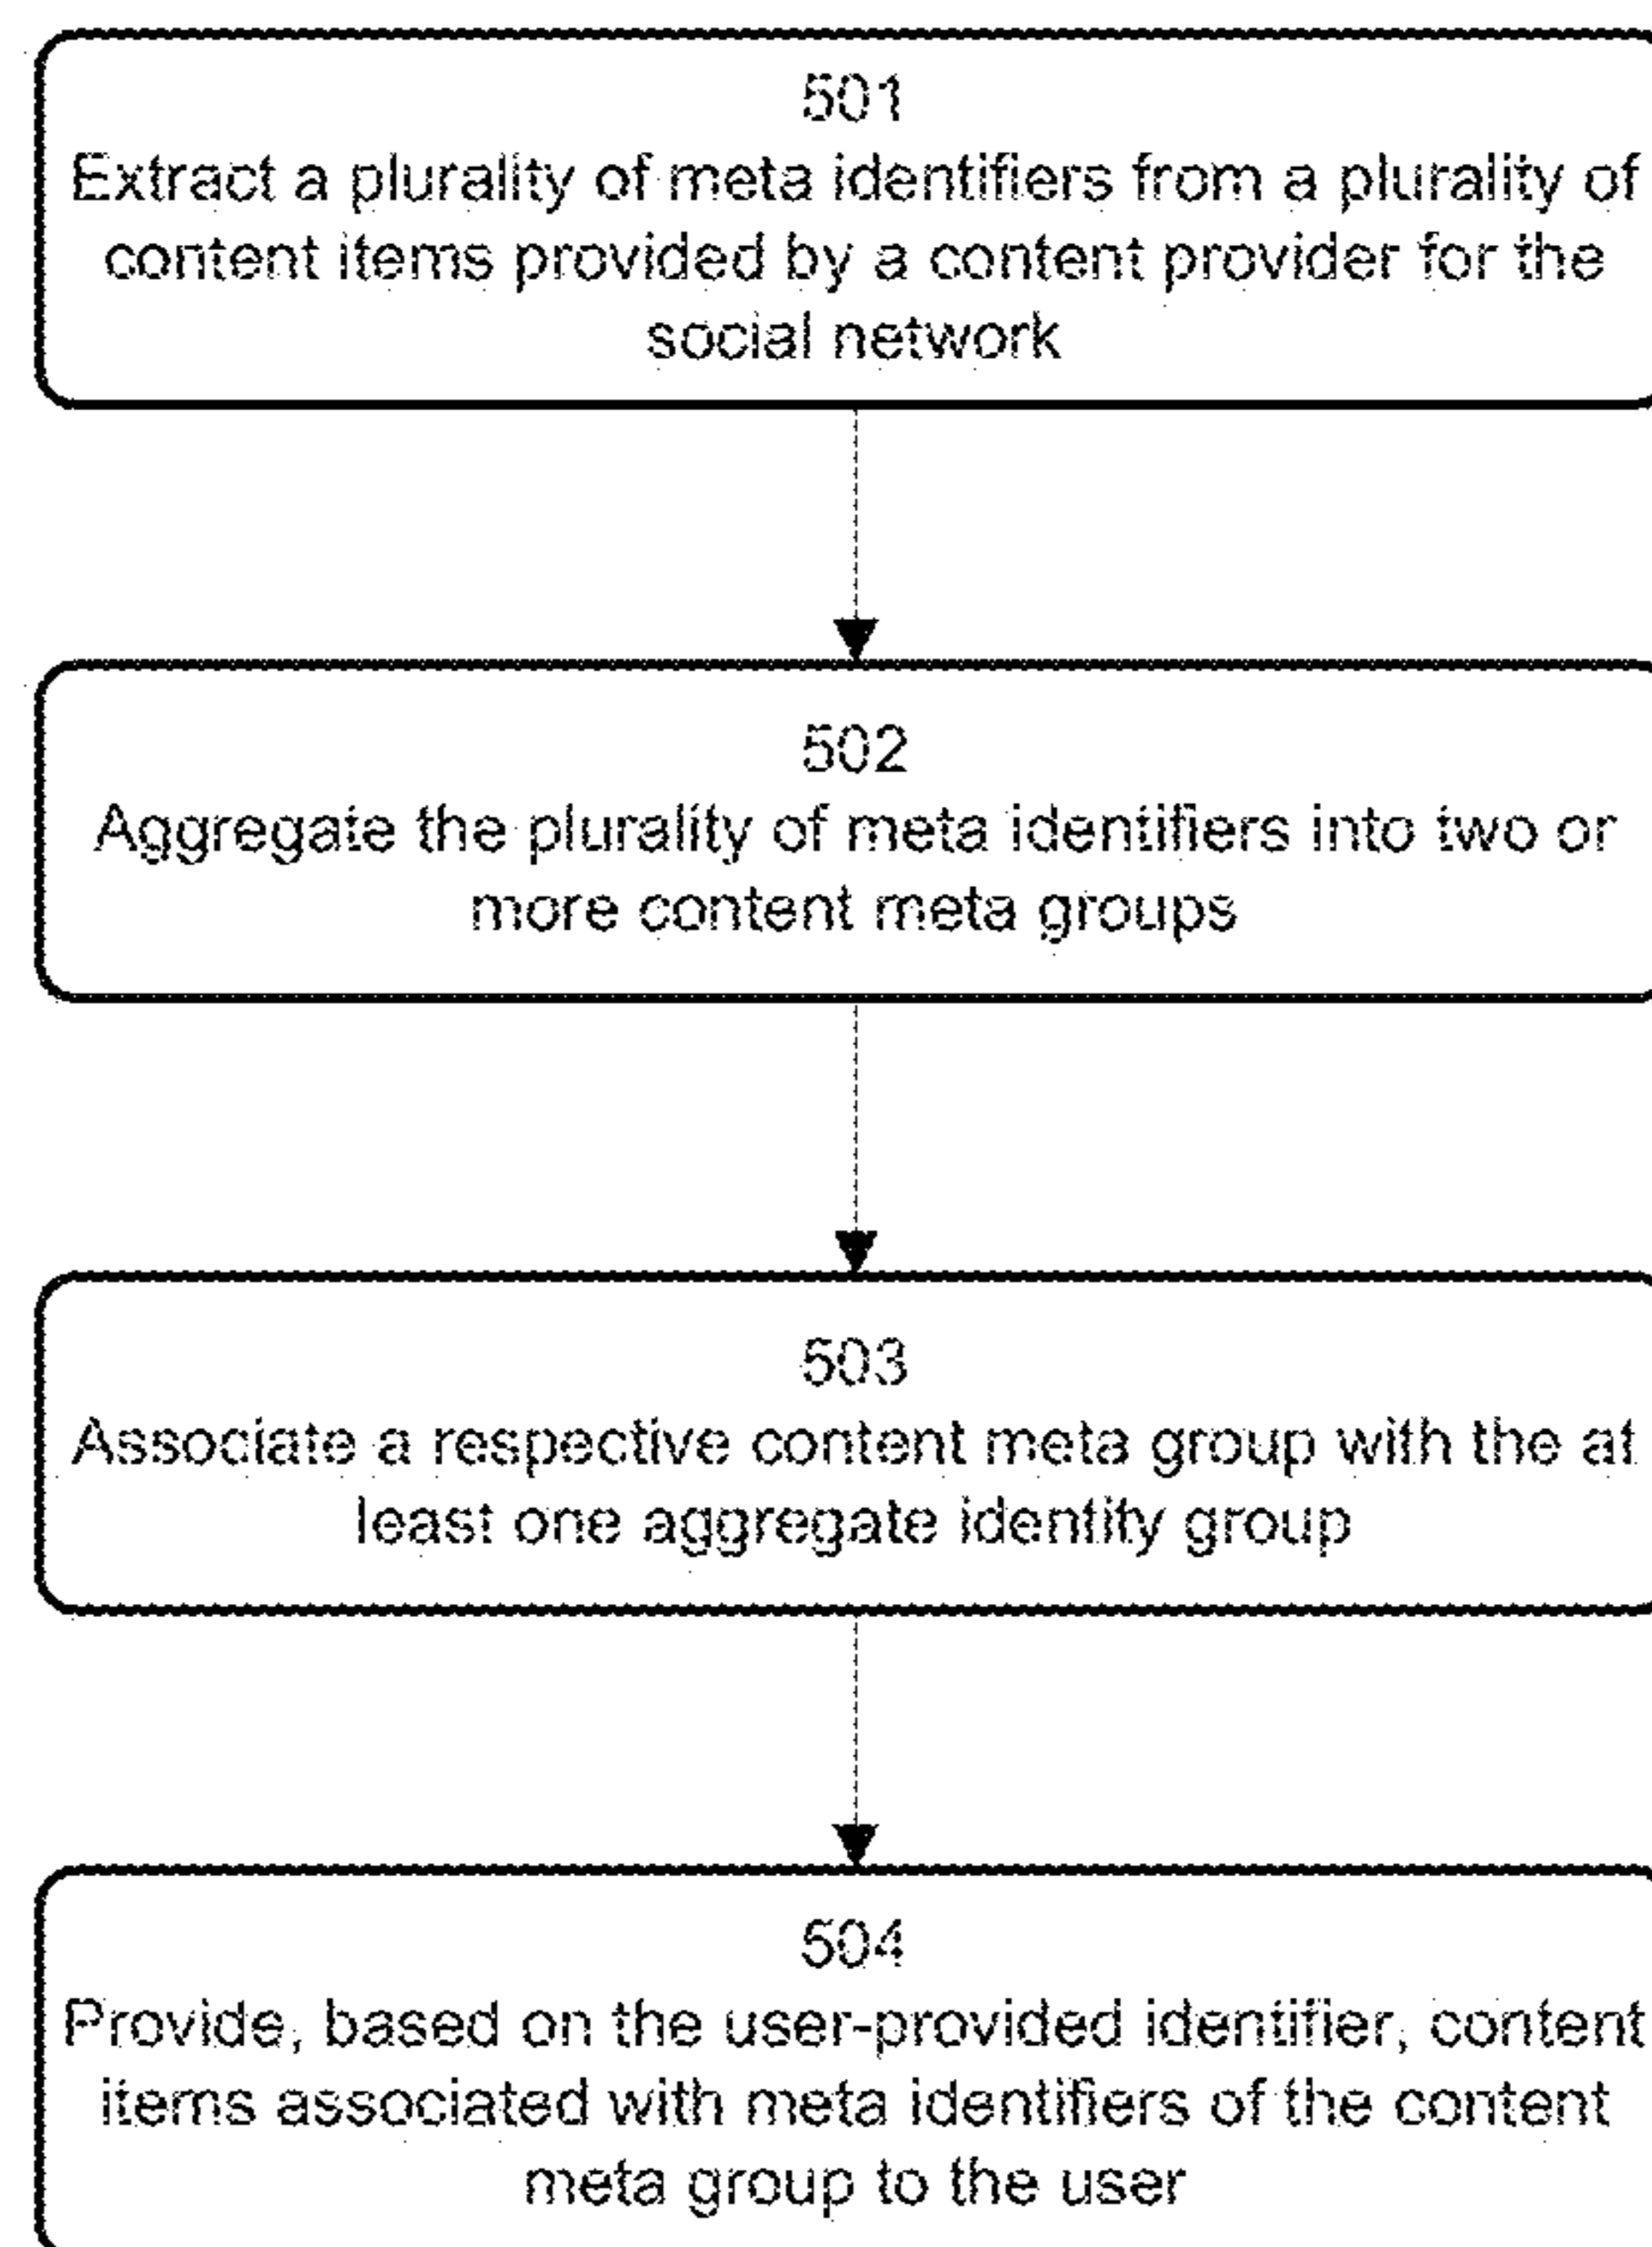 501
Extract a plurality of meta identifiers from a plurality of
content items provided by a content provider for the
social network
502
Aggregate the plurality of meta identifiers into two or
more content meta groups
503
Associate a respective content meta group with the at
least one aggregate identity group
504
Provide, based on the user-provided identifier, content
items associated with meta identifiers of the content
meta group to the user